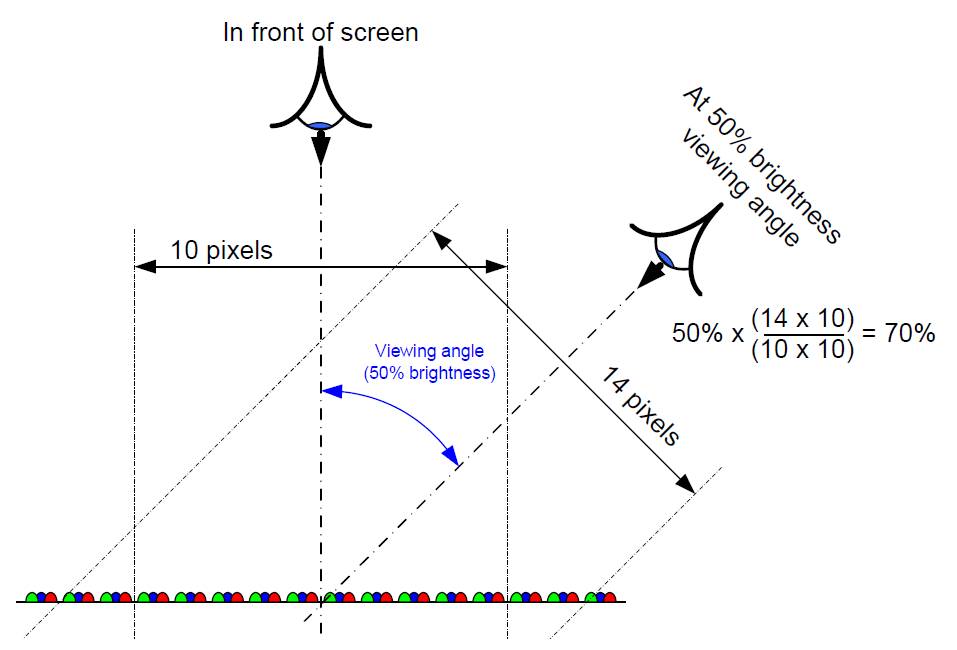 In front of screen
At 50% brightness
viewing angle
10 pixels
50% x (14 x 10) = 70%
(10 x 10)
Viewing angle
(50% brightness)
14 pixels